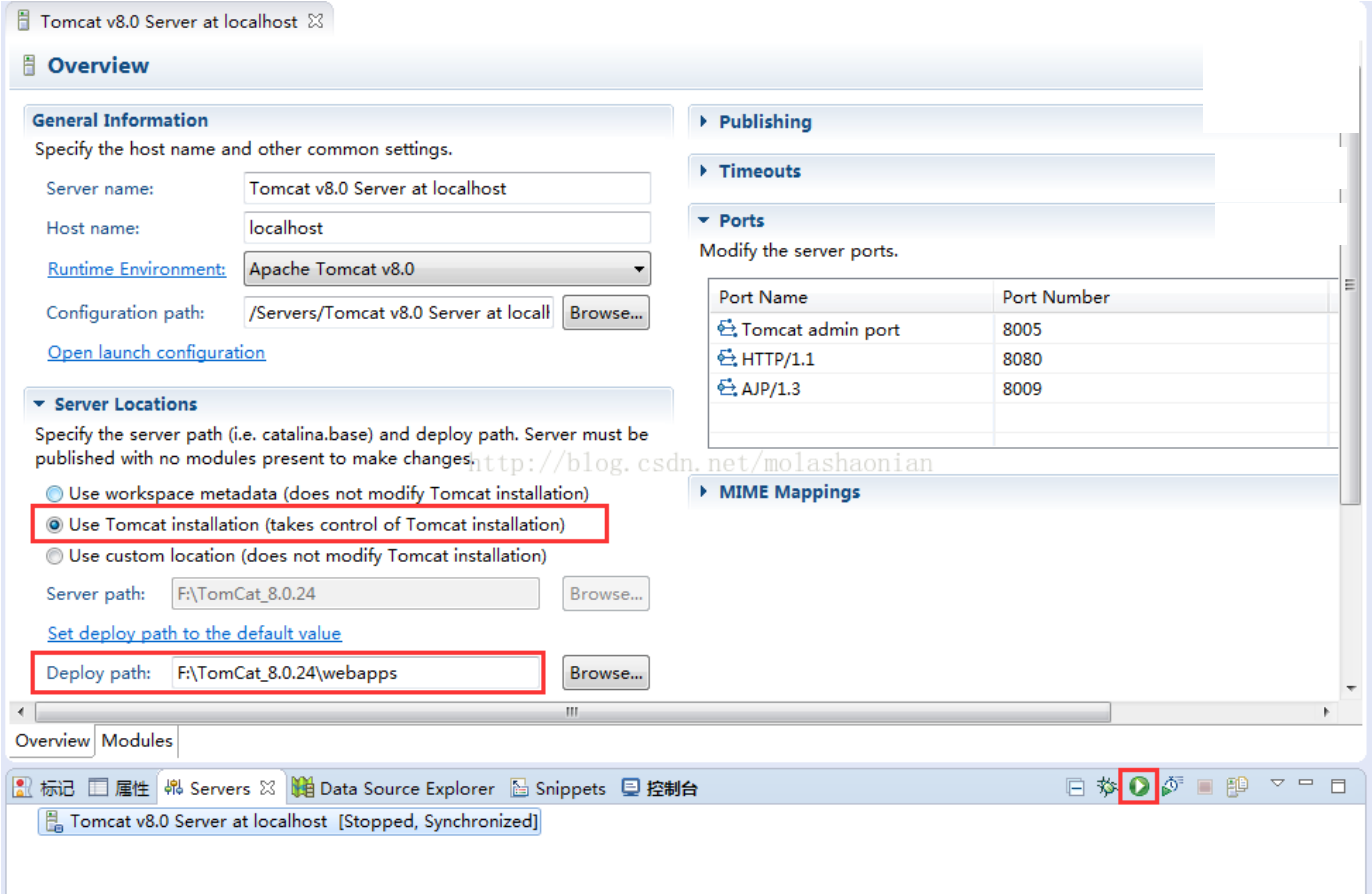 Tomcat v8.0 Server at localhost
Overview
General Information
Specify the host name and other common settings.
Server name: Tomcat v8.0 Server at localhost
Host name: localhost
Runtime Environment: Apache Tomcat v8.0
Configuration path: /Servers/Tomcat v8.0 Server at locall Browse...
Open launch configuration
Server Locations
Specify the server path (i.e. catalina.base) and deploy path. Server must be
published with no modules present to make changes.
Use workspace metadata (does not modify Tomcat installation)
Use Tomcat installation (takes control of Tomcat installation)
Use custom location (does not modify Tomcat installation)
Server path: F:\TomCat_8.0.24 Browse...
Set deploy path to the default value
Deploy path: F:\TomCat_8.0.24\webapps Browse...
Publishing
Timeouts
Ports
Modify the server ports.
Port Name Port Number
Tomcat admin port 8005
HTTP/1.1 8080
AJP/1.3 8009
http://blog.csdn.net/molashaonian
MIME Mappings
Overview Modules
标记 属性 Servers Data Source Explorer Snippets 控制台
Tomcat v8.0 Server at localhost [Stopped, Synchronized]